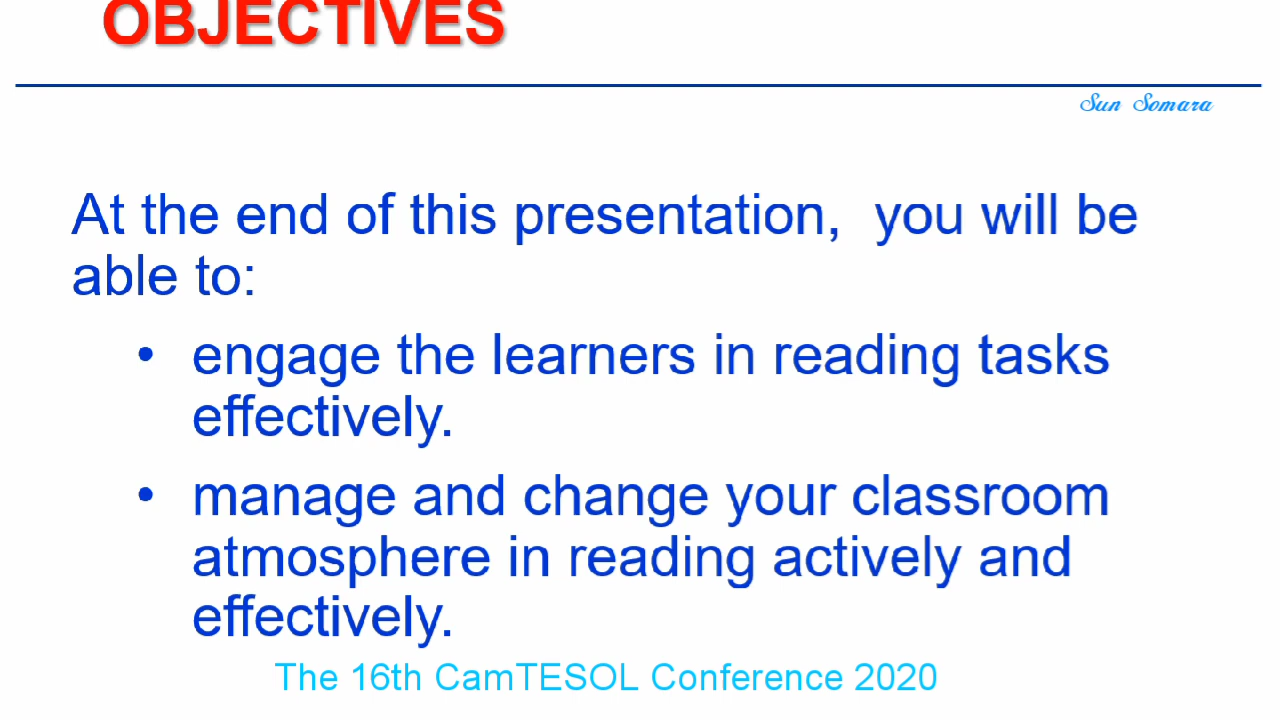 OBJECTIVES
Sun Somara
At the end of this presentation, you will be
able to:
• engage the learners in reading tasks
effectively.
• manage and change your classroom
atmosphere in reading actively and
effectively.
The 16th CamTESOL Conference 2020